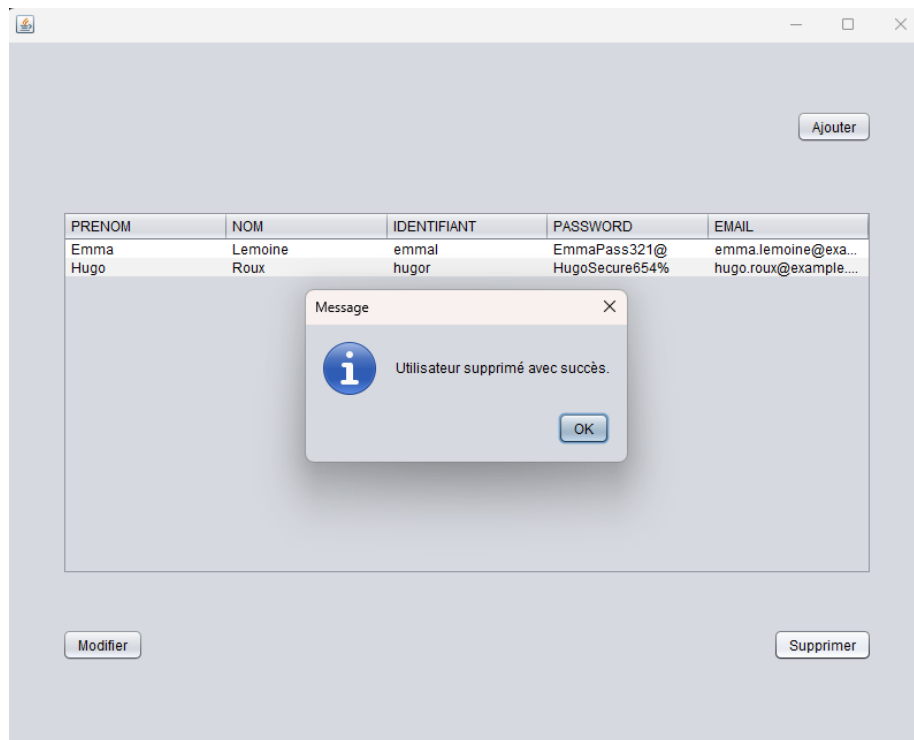 Ajouter
PRENOM NOM IDENTIFIANT PASSWORD EMAIL
Emma Lemoine emmal EmmaPass321@ emma.lemoine@exa...
Hugo Roux hugor HugoSecure654% hugo.roux@example....
Message
Utilisateur supprimé avec succès.
OK
Modifier Supprimer